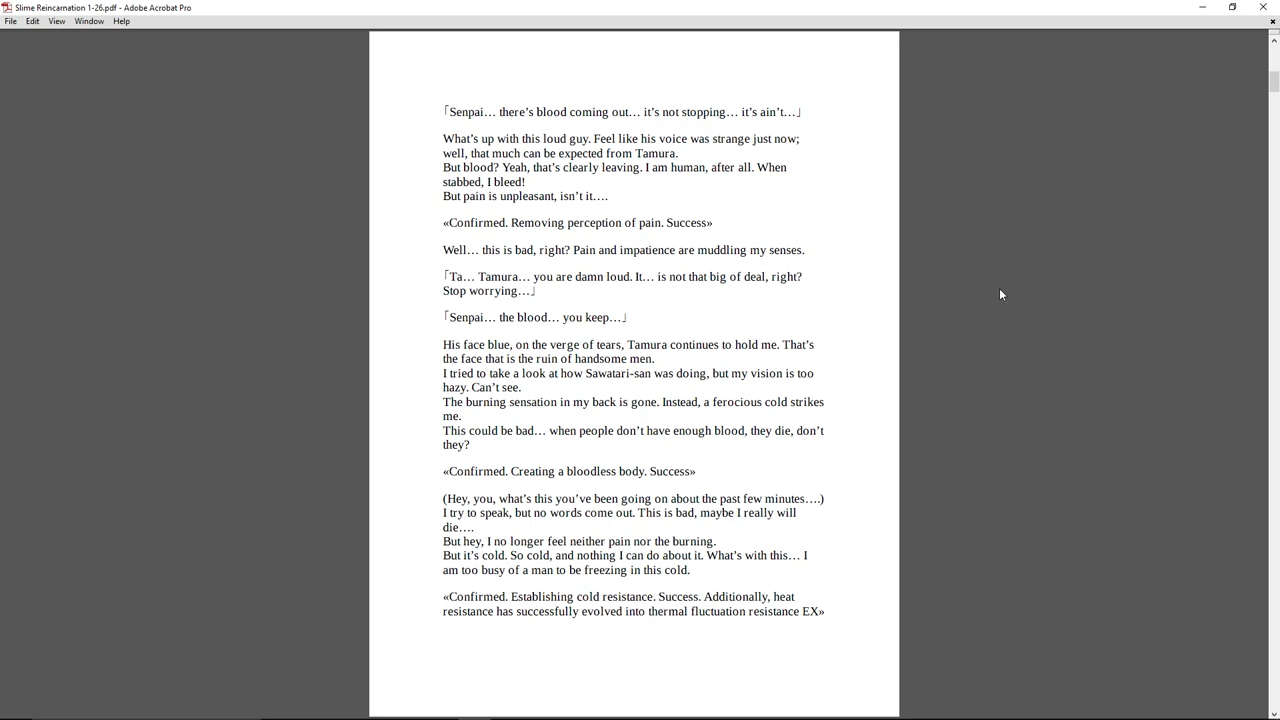 Slime Reincarnation 1-26.pdf - Adobe Acrobat Pro
File Edit View Window Help
「Senpai… there’s blood coming out… it’s not stopping… it’s ain’t…」
What’s up with this loud guy. Feel like his voice was strange just now;
well, that much can be expected from Tamura.
But blood? Yeah, that’s clearly leaving. I am human, after all. When
stabbed, I bleed!
But pain is unpleasant, isn’t it….
«Confirmed. Removing perception of pain. Success»
Well… this is bad, right? Pain and impatience are muddling my senses.
「Ta… Tamura… you are damn loud. It… is not that big of deal, right?
Stop worrying…」
「Senpai… the blood… you keep…」
His face blue, on the verge of tears, Tamura continues to hold me. That’s
the face that is the ruin of handsome men.
I tried to take a look at how Sawatari-san was doing, but my vision is too
hazy. Can’t see.
The burning sensation in my back is gone. Instead, a ferocious cold strikes
me.
This could be bad… when people don’t have enough blood, they die, don’t
they?
«Confirmed. Creating a bloodless body. Success»
(Hey, you, what’s this you’ve been going on about the past few minutes….)
I try to speak, but no words come out. This is bad, maybe I really will
die….
But hey, I no longer feel neither pain nor the burning.
But it’s cold. So cold, and nothing I can do about it. What’s with this… I
am too busy of a man to be freezing in this cold.
«Confirmed. Establishing cold resistance. Success. Additionally, heat
resistance has successfully evolved into thermal fluctuation resistance EX»